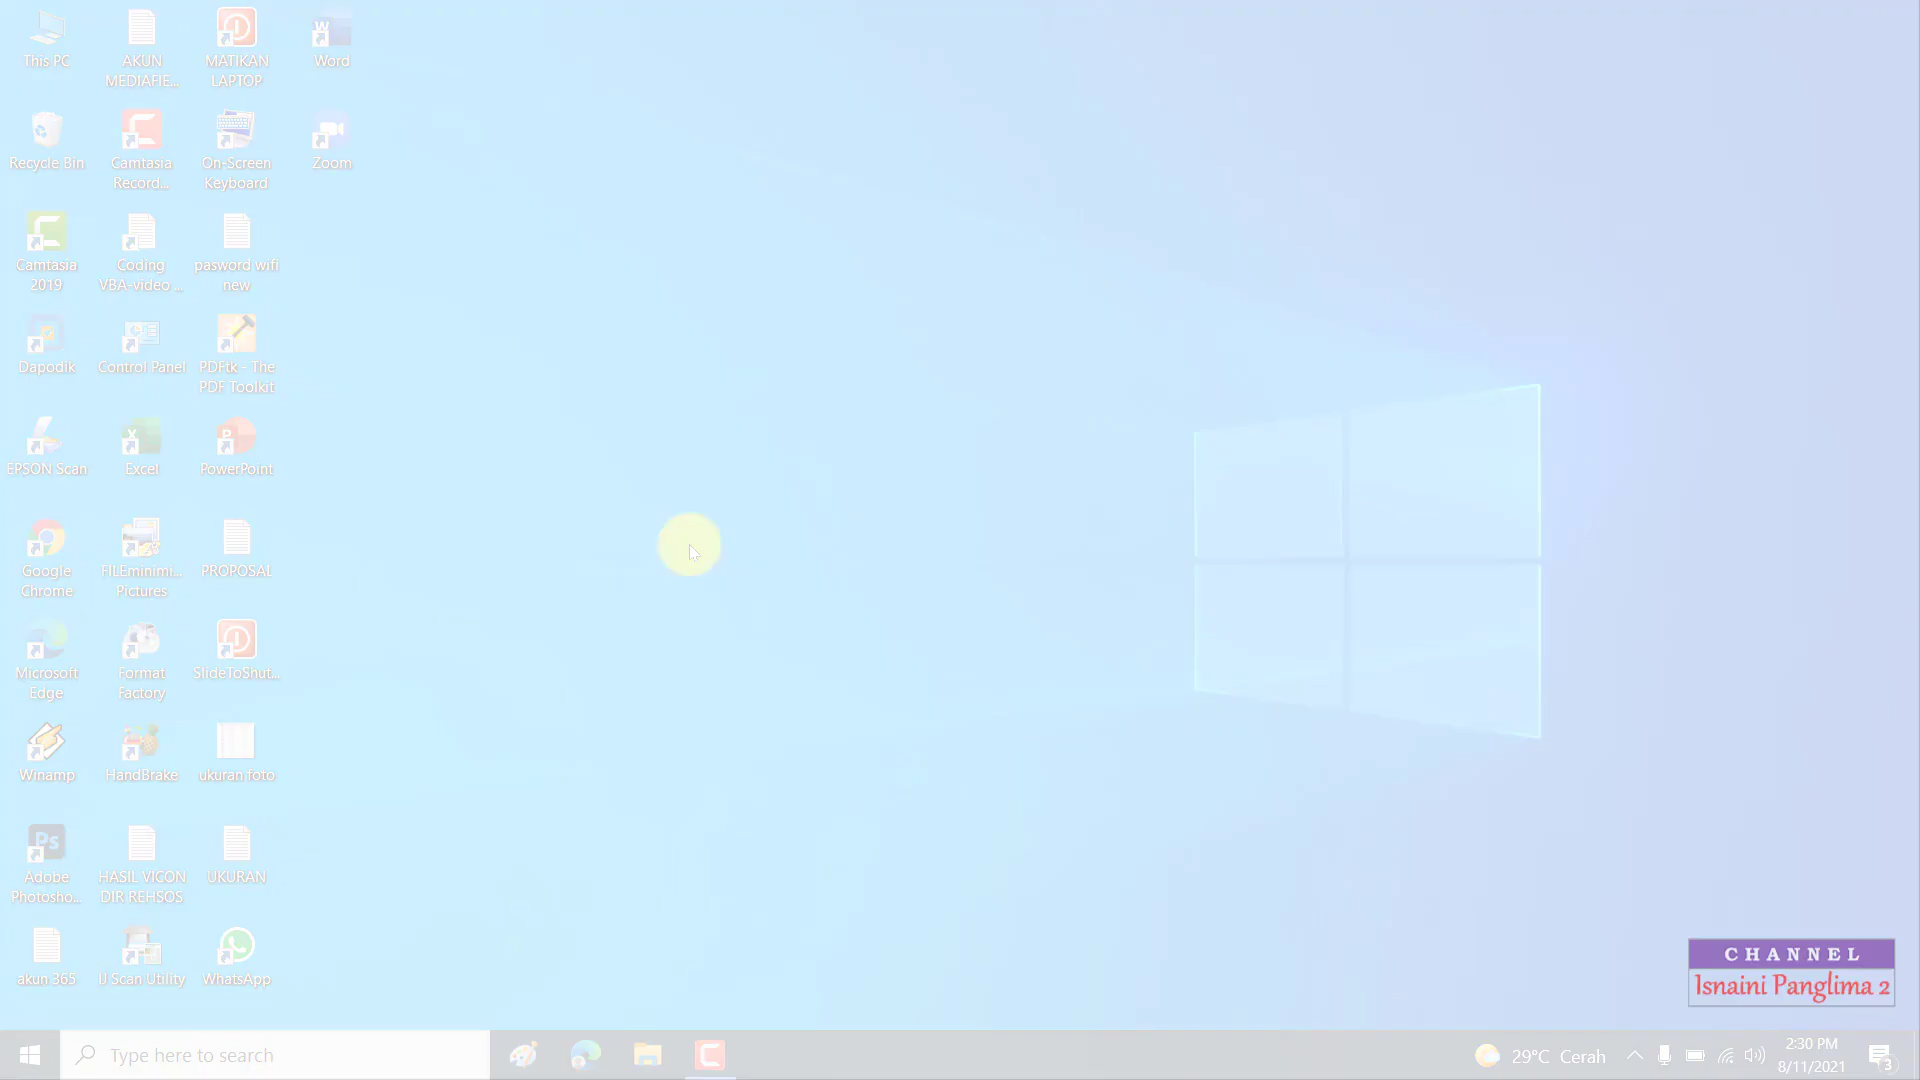 This PC
AKUN
MEDIAFIE...
MATIKAN
LAPTOP
Word
Recycle Bin
Camtasia
Record...
On-Screen
Keyboard
Zoom
Camtasia
2019
Coding
VBA-video ...
pasword wifi
new
Dapodik
Control Panel
PDFtk - The
PDF Toolkit
EPSON Scan
Excel
PowerPoint
Google
Chrome
FILEminimi...
Pictures
PROPOSAL
Microsoft
Edge
Format
Factory
SlideToShut...
Winamp
HandBrake
ukuran foto
Adobe
Photosho...
HASIL VICON
DIR REHSOS
UKURAN
akun 365
IJ Scan Utility
WhatsApp
CHANNEL
Isnaini Panglima 2
Type here to search
29°C Cerah
2:30 PM
8/11/2021
3